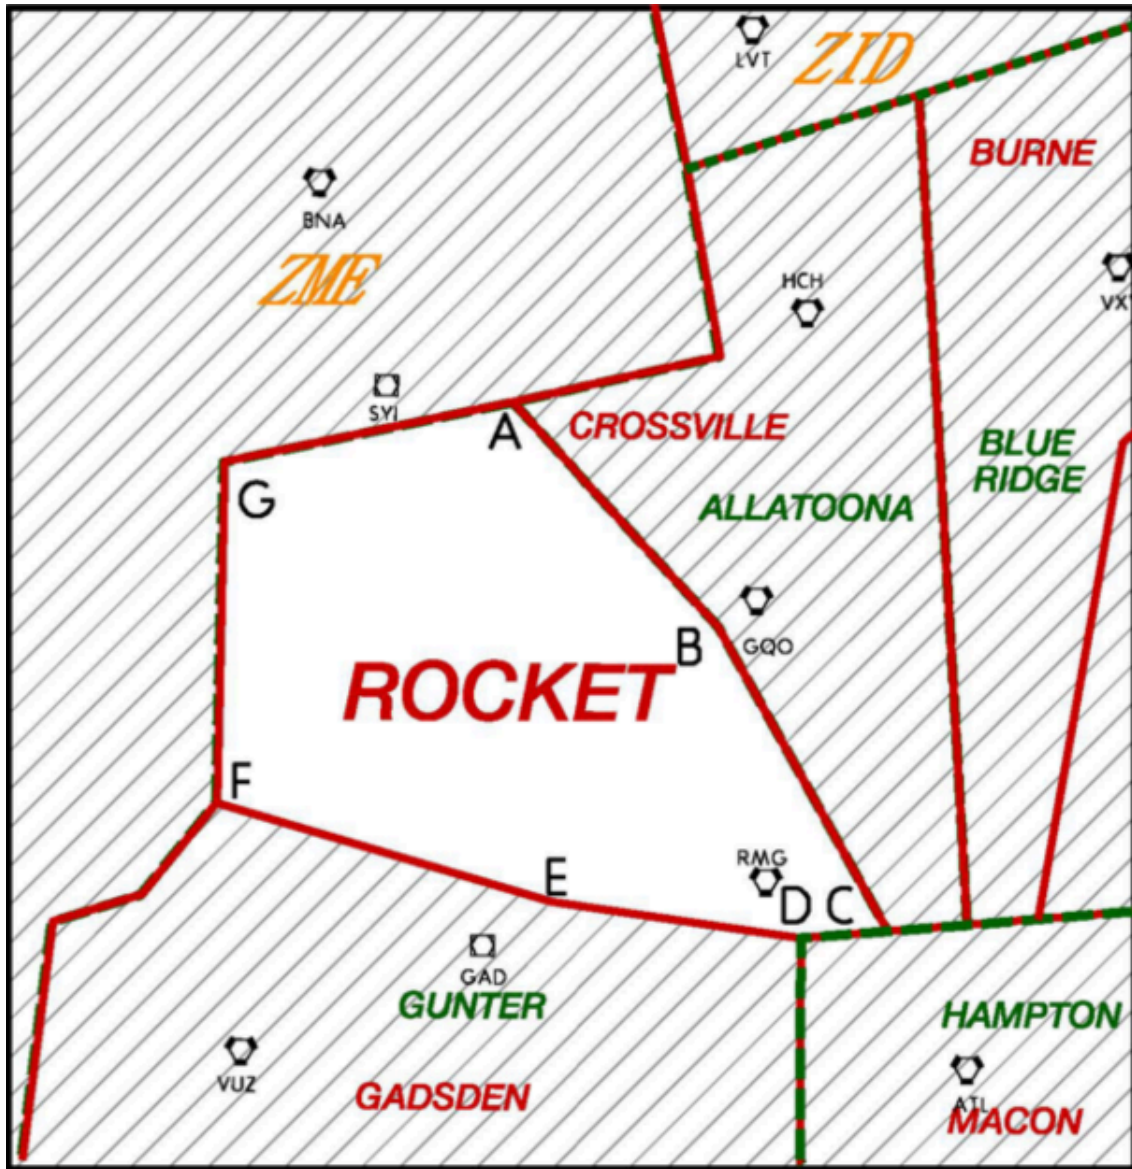 LVT
ZID
BURNE
BNA
ZME
HCH
SYI
A
CROSSVILLE
BLUE
RIDGE
G
ALLATOONA
B
GQO
ROCKET
F
RMG
E
D
C
GAD
GUNTER
HAMPTON
VUZ
GADSDEN
ATL
MACON